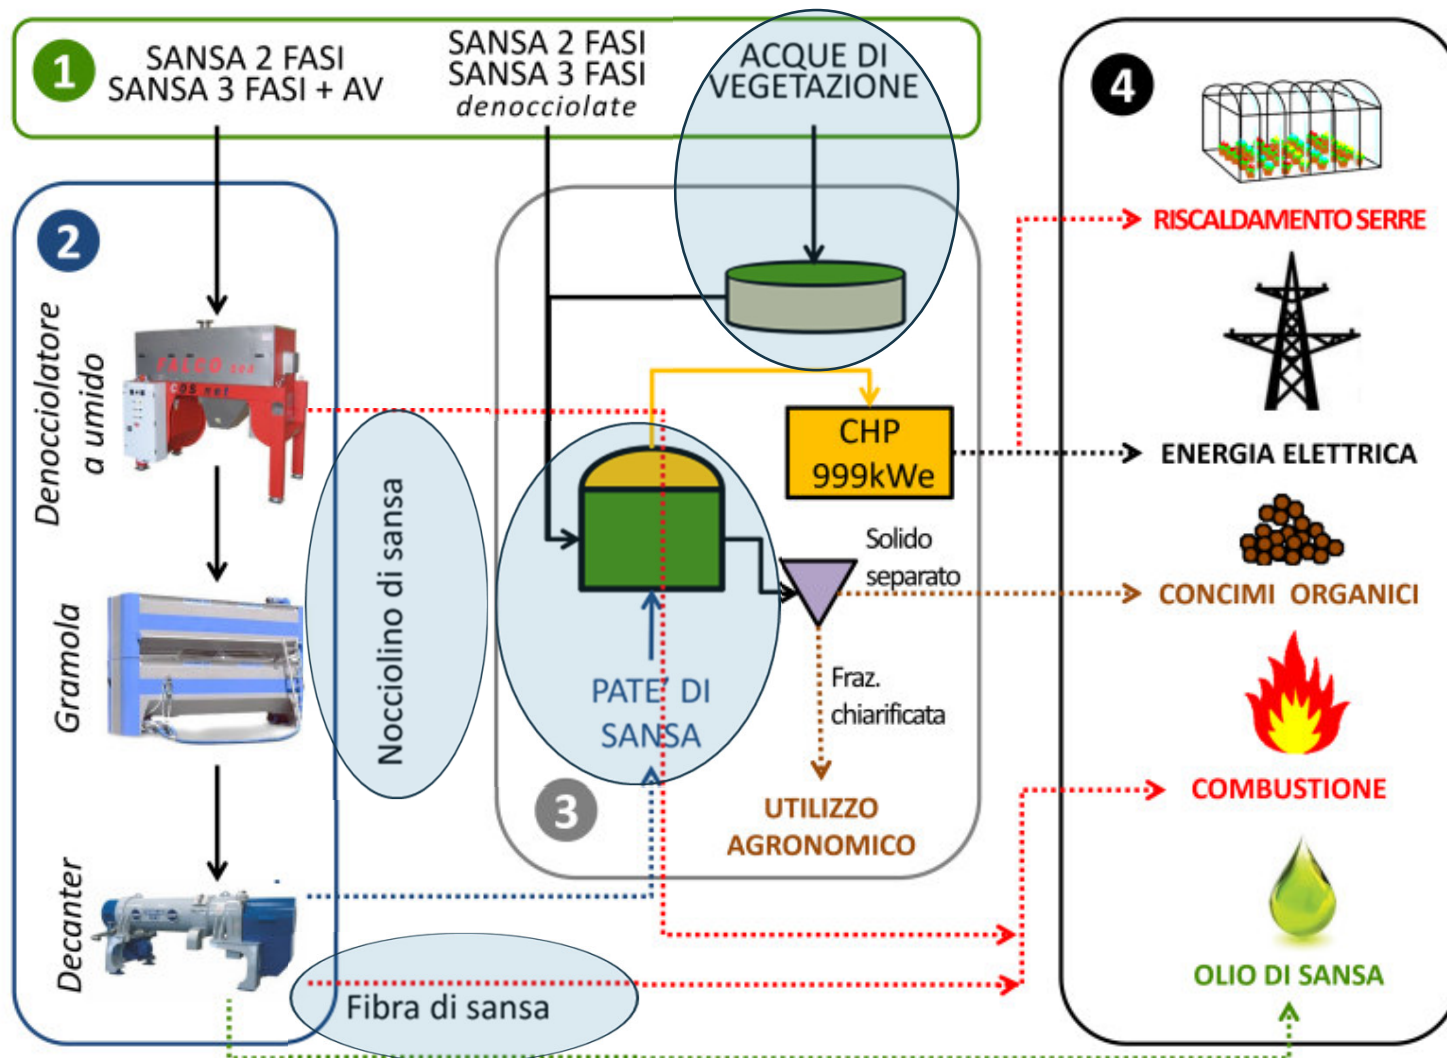 1
SANSA 2 FASI
SANSA 3 FASI + AV
SANSA 2 FASI
SANSA 3 FASI
denocciolate
ACQUE DI
VEGETAZIONE
2
Denocciolatore
a umido
FALCO
Gramola
Decanter
Nocciolino di sansa
Fibra di sansa
3
CHP
999kWe
Solido
separato
PATE' DI
SANSA
Fraz.
chiarificata
UTILIZZO
AGRONOMICO
4
RISCALDAMENTO SERRE
ENERGIA ELETTRICA
CONCIMI ORGANICI
COMBUSTIONE
OLIO DI SANSA